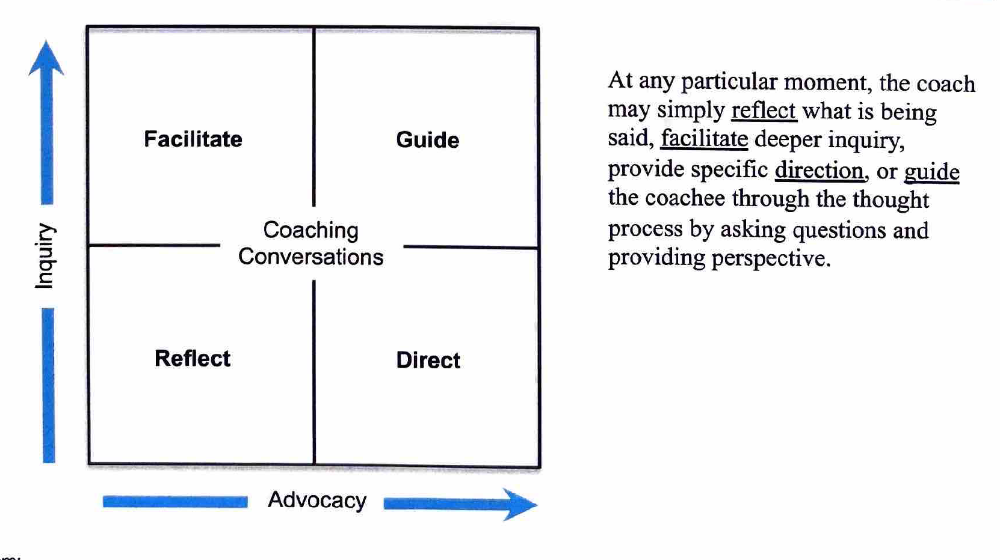 Facilitate
Guide
Coaching
Conversations
Inquiry
Reflect
Direct
Advocacy
At any particular moment, the coach
may simply reflect what is being
said, facilitate deeper inquiry,
provide specific direction, or guide
the coachee through the thought
process by asking questions and
providing perspective.